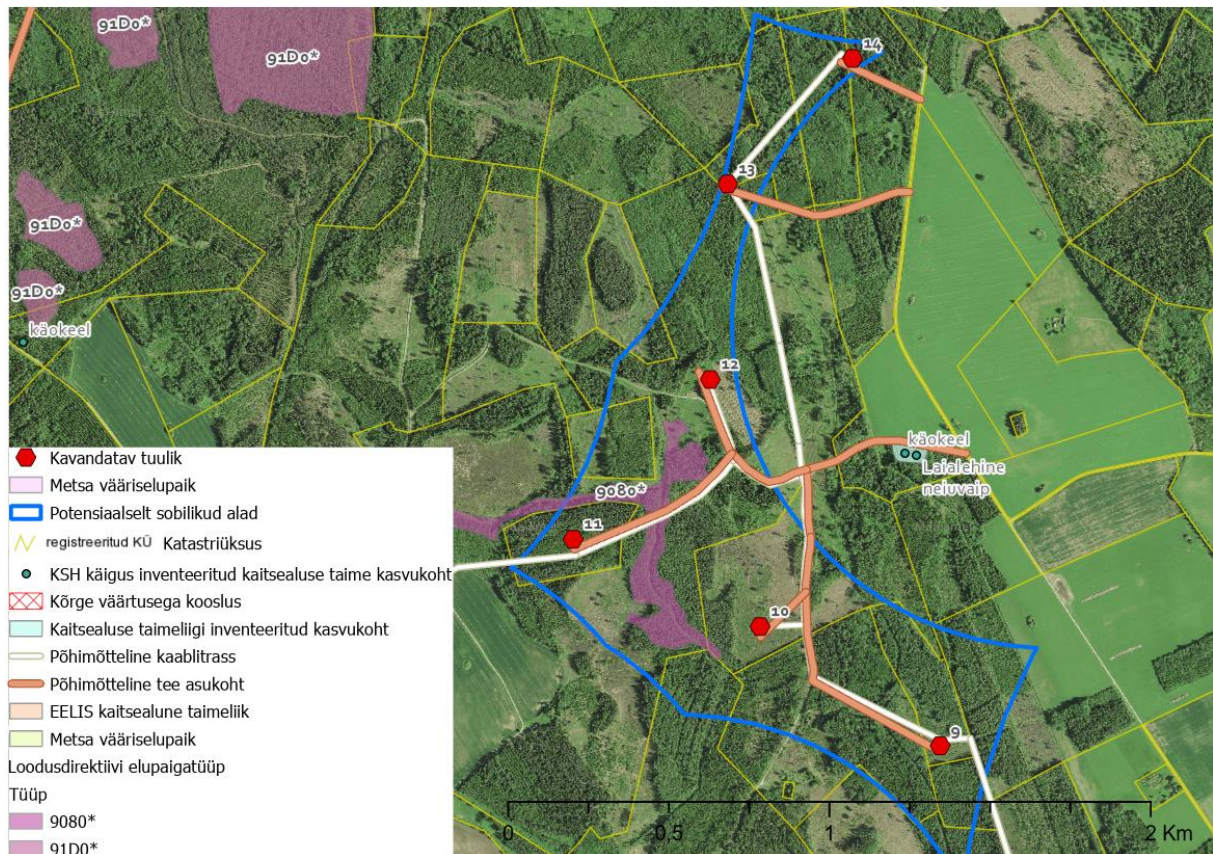 91D0*
91D0*
14
13
91D0*
91D0*
käokeel
12
käokeel
Laialehine
neiuvaip
9080*
11
10
9
Kavandatav tuulik
Metsa vääriselupaik
Potensiaalselt sobilikud alad
registreeritud KÜ Katastriüksus
KSH käigus inventeeritud kaitsealuse taime kasvukoht
Kõrge väärtusega kooslus
Kaitsealuse taimeliigi inventeeritud kasvukoht
Põhimõtteline kaablitrass
Põhimõtteline tee asukoht
EELIS kaitsealune taimeliik
Metsa vääriselupaik
Loodusdirektiivi elupaigatüüp
Tüüp
9080*
91D0*
0 0,5 1 2 Km